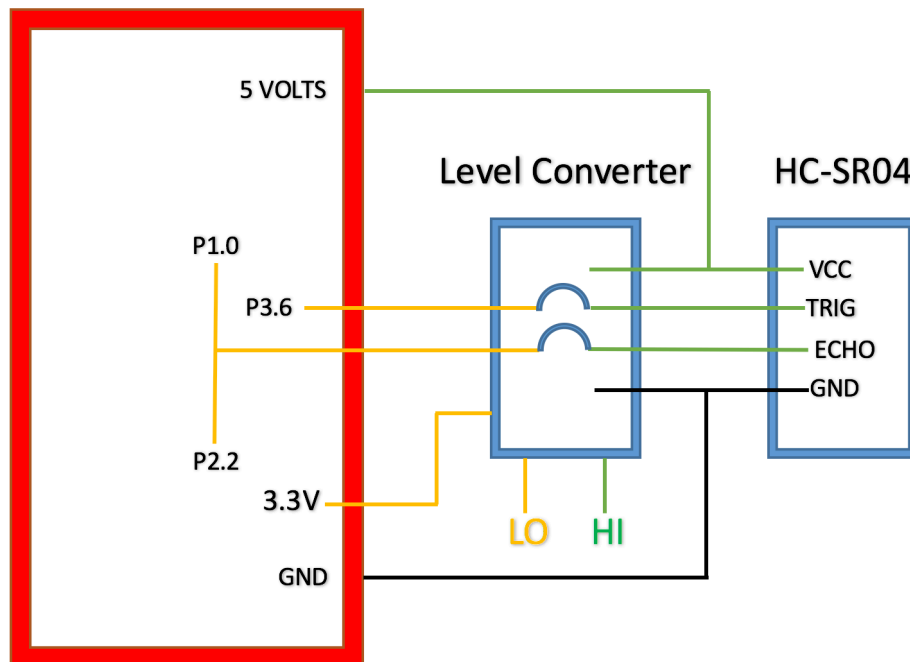 5 VOLTS
Level Converter
HC-SR04
P1.0
VCC
P3.6
TRIG
ECHO
GND
P2.2
3.3V
LO
HI
GND